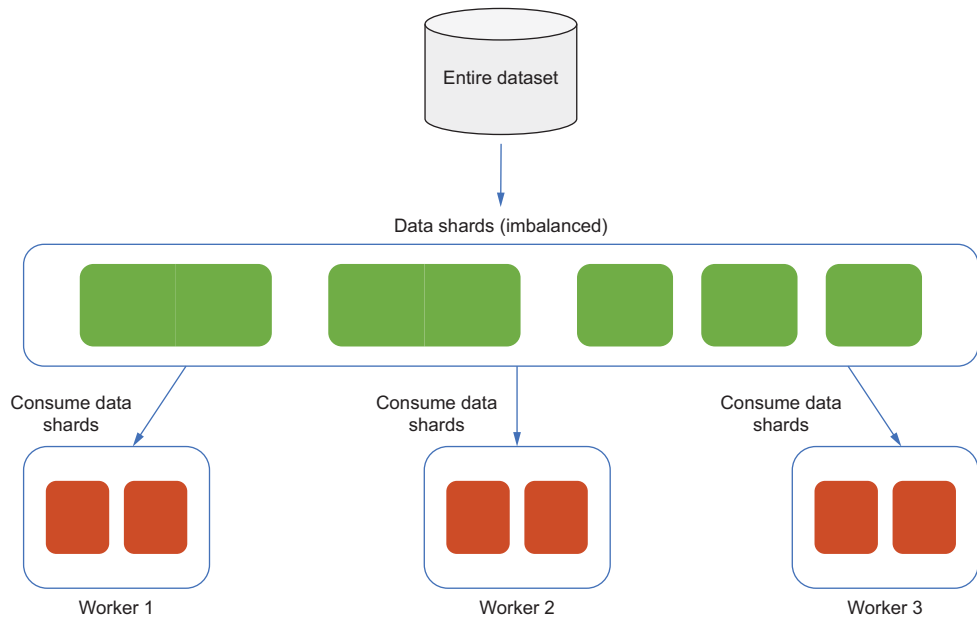 Entire dataset
Data shards (imbalanced)
Consume data
shards
Consume data
shards
Consume data
shards
Worker 1
Worker 2
Worker 3